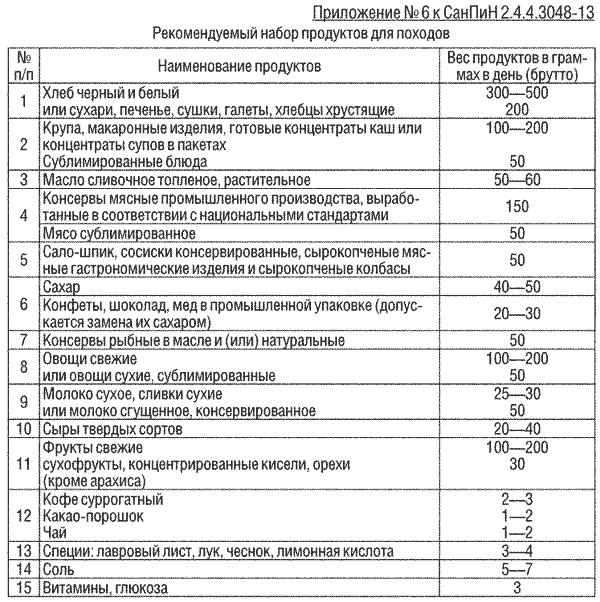 Приложение № 6 к СанПиН 2.4.4.3048-13
Рекомендуемый набор продуктов для походов
№ п/п Наименование продуктов Вес продуктов в грам-
мах в день (брутто)
1 Хлеб черный и белый 300—500
или сухари, печенье, сушки, галеты, хлебцы хрустящие 200
2 Крупа, макаронные изделия, готовые концентраты каш или 100—200
концентраты супов в пакетах
Сублимированные блюда 50
3 Масло сливочное топленое, растительное 50—60
4 Консервы мясные промышленного производства, вырабо-
танные в соответствии с национальными стандартами 150
Мясо сублимированное 50
5 Сало-шпик, сосиски консервированные, сырокопченые мяс-
ные гастрономические изделия и сырокопченые колбасы 50
6 Сахар 40—50
Конфеты, шоколад, мед в промышленной упаковке (допус-
кается замена их сахаром) 20—30
7 Консервы рыбные в масле и (или) натуральные 50
8 Овощи свежие 100—200
или овощи сухие, сублимированные 50
9 Молоко сухое, сливки сухие 25—30
или молоко сгущенное, консервированное 50
10 Сыры твердых сортов 20—40
11 Фрукты свежие 100—200
сухофрукты, концентрированные кисели, орехи 30
(кроме арахиса)
12 Кофе суррогатный 2—3
Какао-порошок 1—2
Чай 1—2
13 Специи: лавровый лист, лук, чеснок, лимонная кислота 3—4
14 Соль 5—7
15 Витамины, глюкоза 3